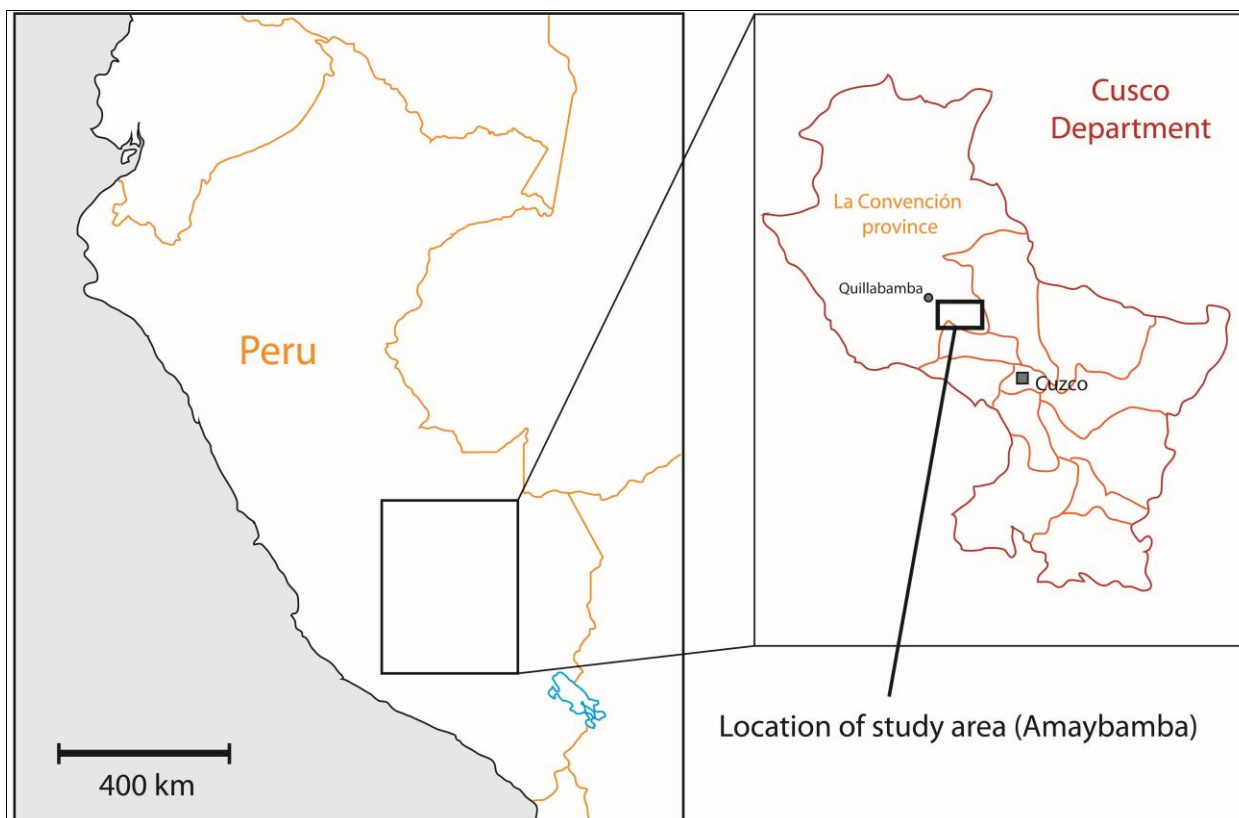 Peru
400 km
Cusco
Department
La Convención
province
Quillabamba
Cuzco
Location of study area (Amaybamba)